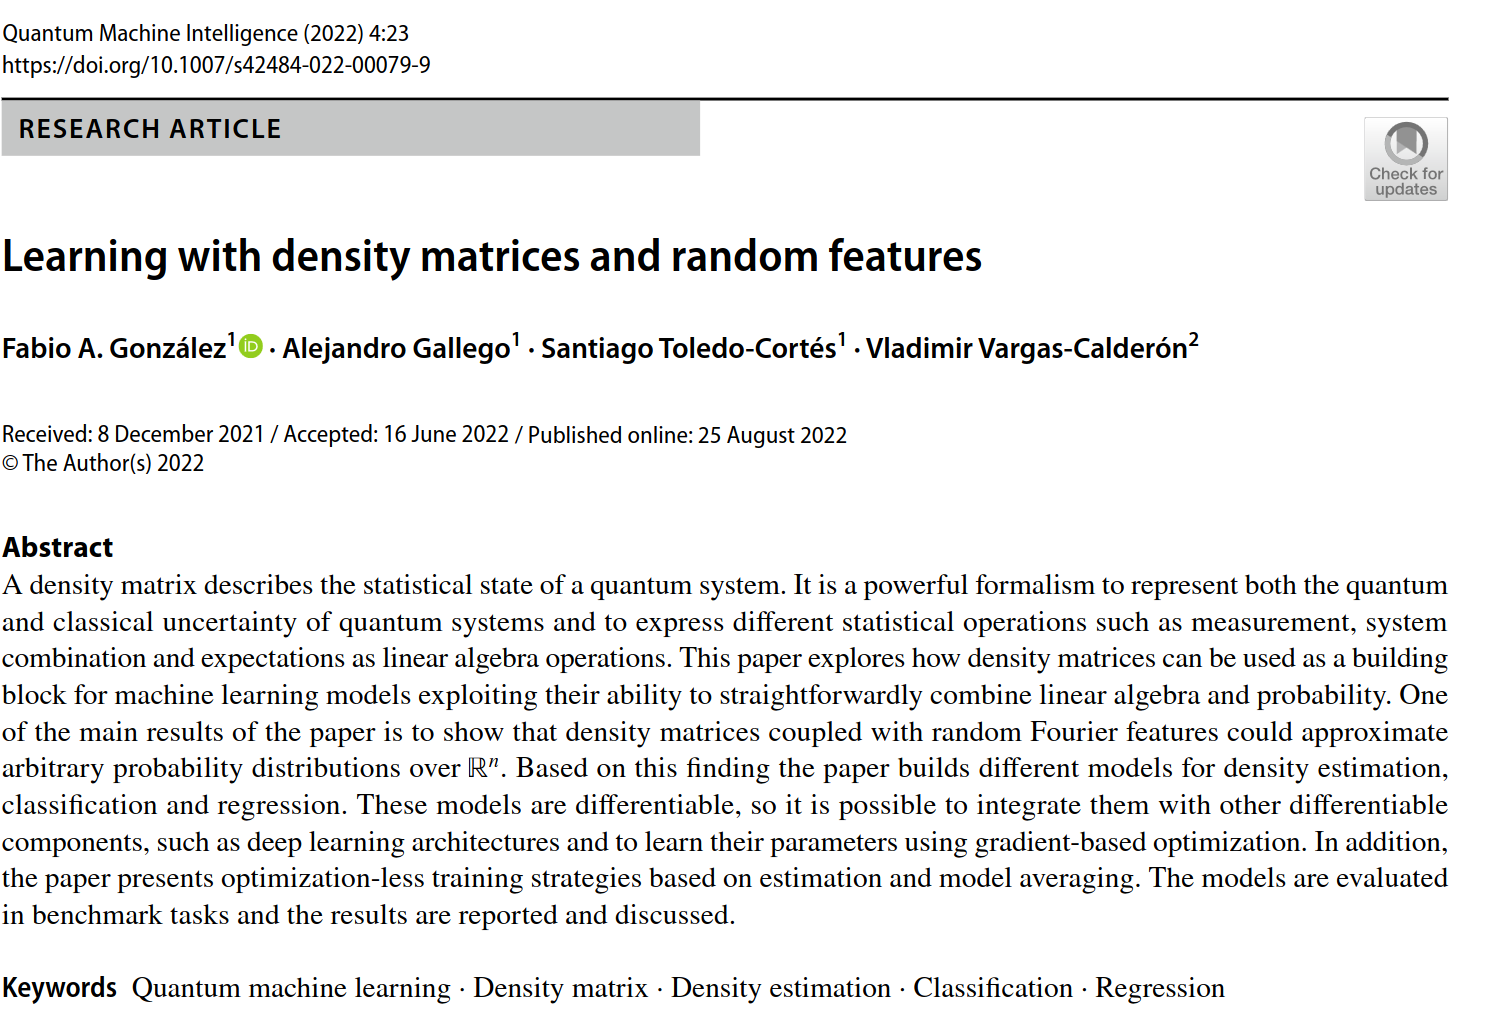 Quantum Machine Intelligence (2022) 4:23
https://doi.org/10.1007/s42484-022-00079-9
RESEARCH ARTICLE
Check for
updates
Learning with density matrices and random features
Fabio A. González¹ iD · Alejandro Gallego¹ · Santiago Toledo-Cortés¹ · Vladimir Vargas-Calderón²
Received: 8 December 2021 / Accepted: 16 June 2022 / Published online: 25 August 2022
© The Author(s) 2022
Abstract
A density matrix describes the statistical state of a quantum system. It is a powerful formalism to represent both the quantum
and classical uncertainty of quantum systems and to express different statistical operations such as measurement, system
combination and expectations as linear algebra operations. This paper explores how density matrices can be used as a building
block for machine learning models exploiting their ability to straightforwardly combine linear algebra and probability. One
of the main results of the paper is to show that density matrices coupled with random Fourier features could approximate
arbitrary probability distributions over ℝⁿ. Based on this finding the paper builds different models for density estimation,
classification and regression. These models are differentiable, so it is possible to integrate them with other differentiable
components, such as deep learning architectures and to learn their parameters using gradient-based optimization. In addition,
the paper presents optimization-less training strategies based on estimation and model averaging. The models are evaluated
in benchmark tasks and the results are reported and discussed.
Keywords Quantum machine learning · Density matrix · Density estimation · Classification · Regression